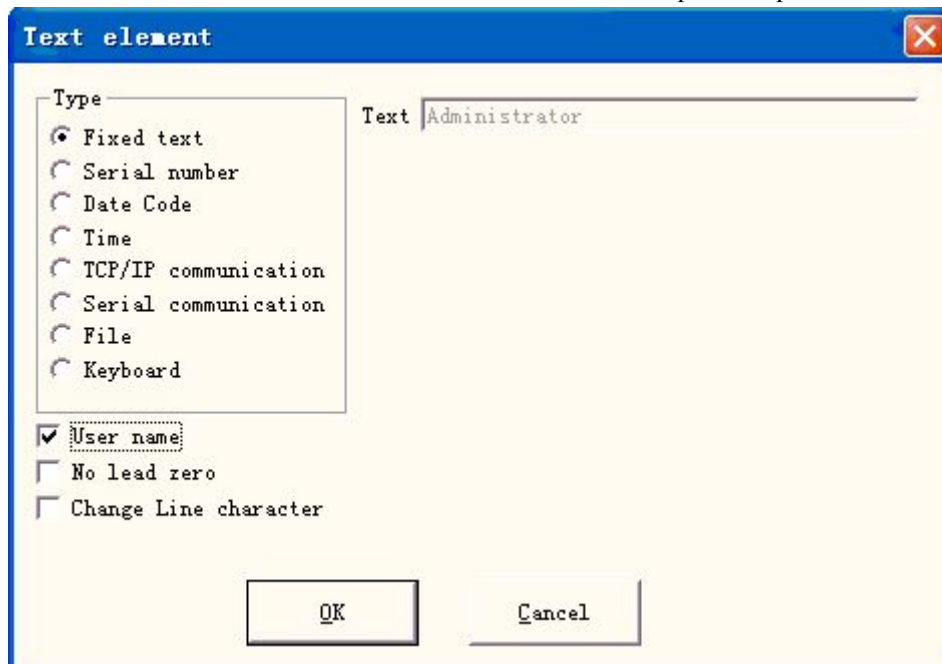 Text element
Type
Fixed text
Serial number
Date Code
Time
TCP/IP communication
Serial communication
File
Keyboard
Text Administrator
User name
No lead zero
Change Line character
OK
Cancel